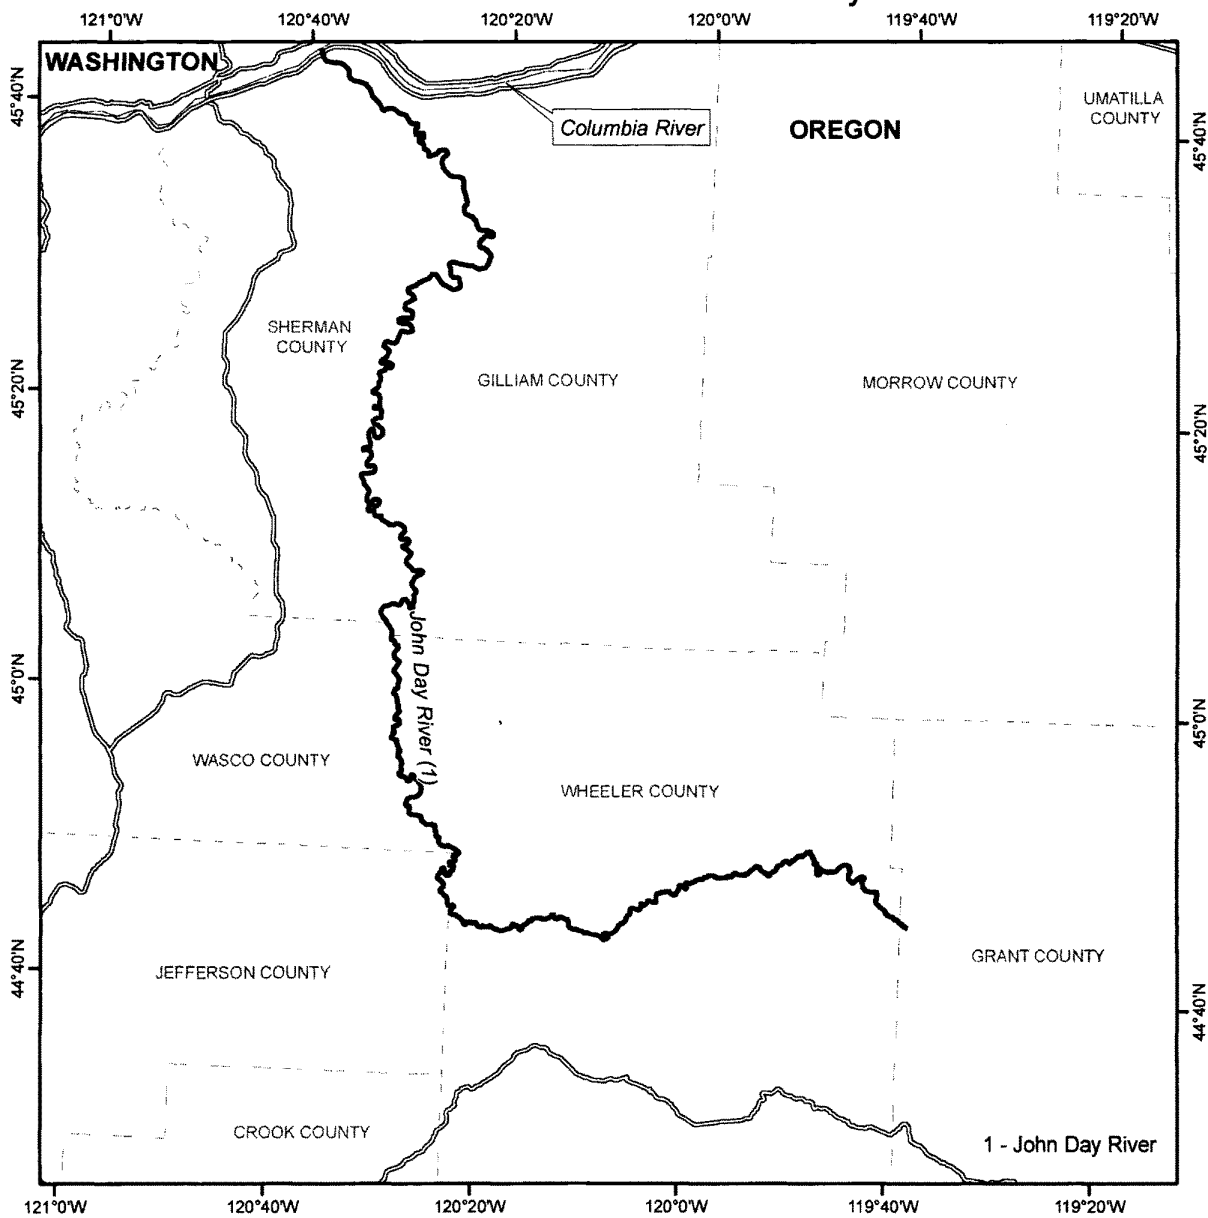 121°0'W
120°40'W
120°20'W
120°0'W
119°40'W
119°20'W
WASHINGTON
45°40'N
UMATILLA
COUNTY
Columbia River
OREGON
45°40'N
SHERMAN
COUNTY
GILLIAM COUNTY
MORROW COUNTY
45°20'N
45°20'N
John Day River (1)
45°0'N
45°0'N
WASCO COUNTY
WHEELER COUNTY
44°40'N
JEFFERSON COUNTY
GRANT COUNTY
44°40'N
CROOK COUNTY
1 - John Day River
121°0'W
120°40'W
120°20'W
120°0'W
119°40'W
119°20'W